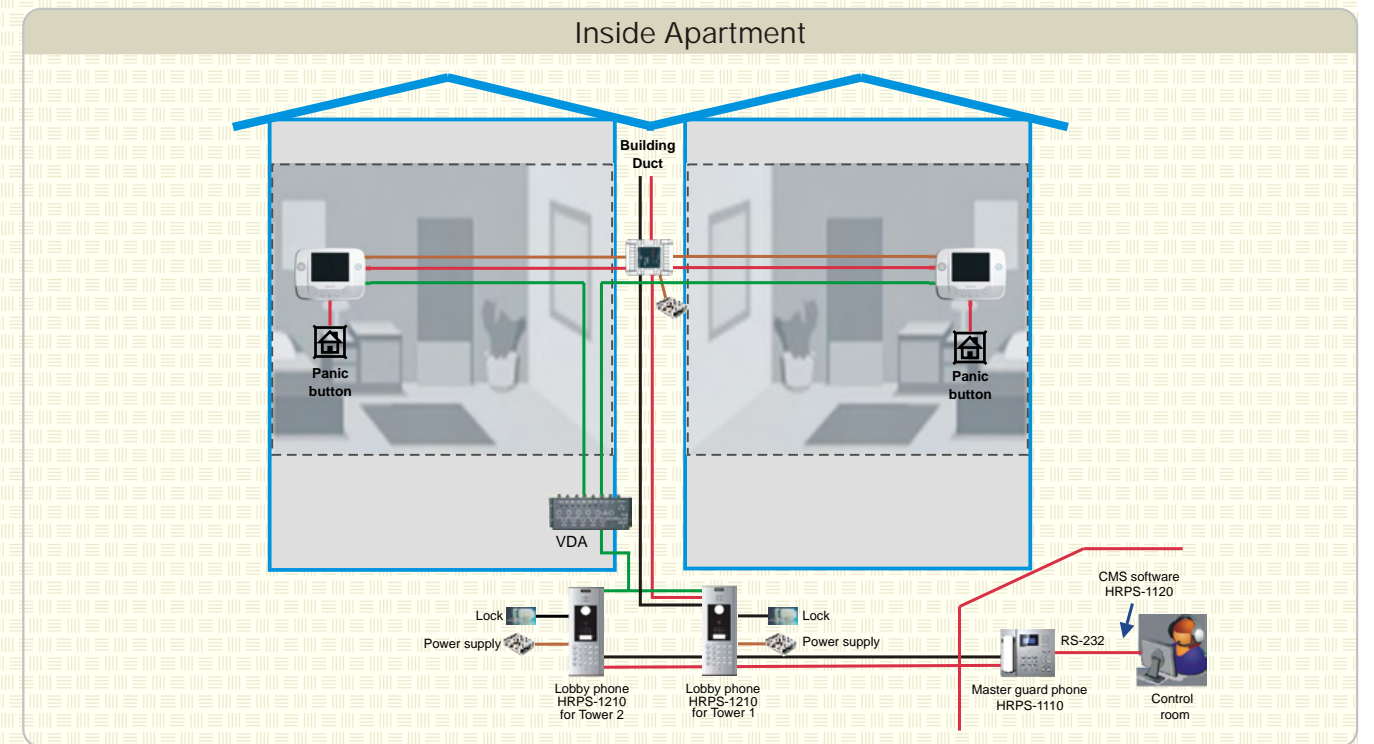 Inside Apartment
Building
Duct
Panic
button
Panic
button
VDA
CMS software
HRPS-1120
Lock
Lock
RS-232
Power supply
Power supply
Lobby phone
HRPS-1210
for Tower 2
Lobby phone
HRPS-1210
for Tower 1
Master guard phone
HRPS-1110
Control
room